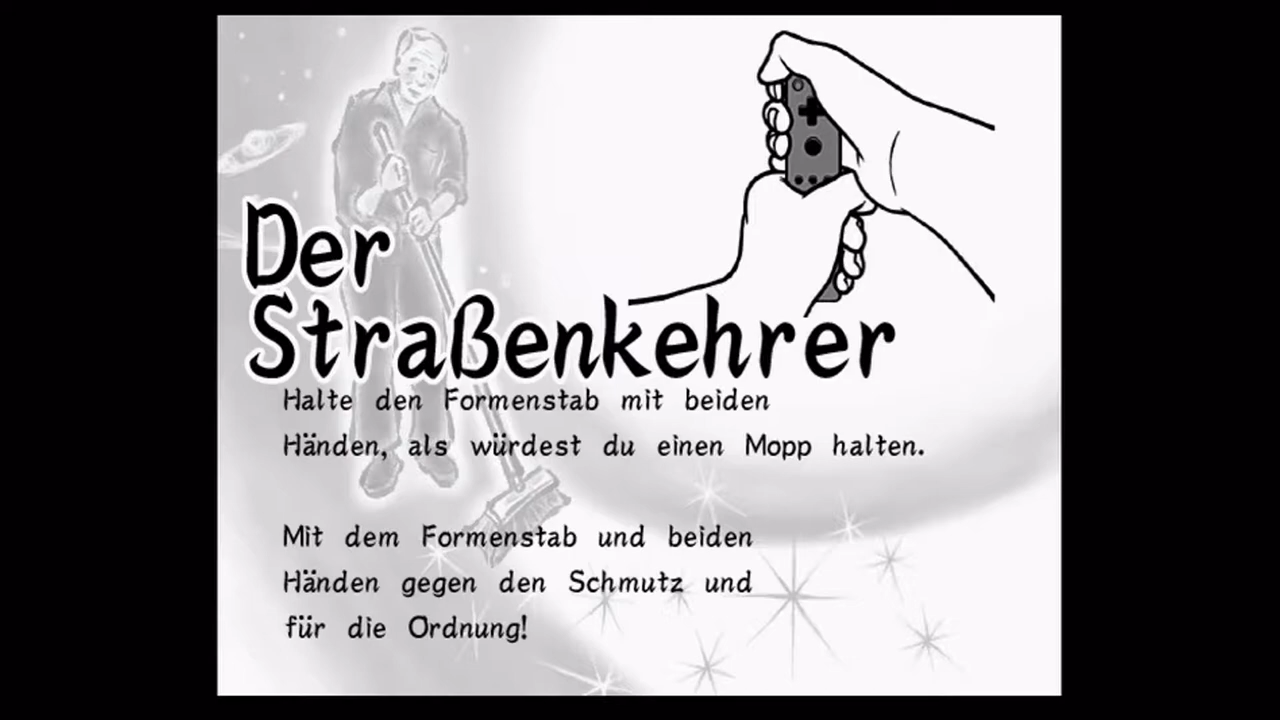 Der
Straßenkehrer
Halte den Formenstab mit beiden
Händen, als würdest du einen Mopp halten.
Mit dem Formenstab und beiden
Händen gegen den Schmutz und
für die Ordnung!